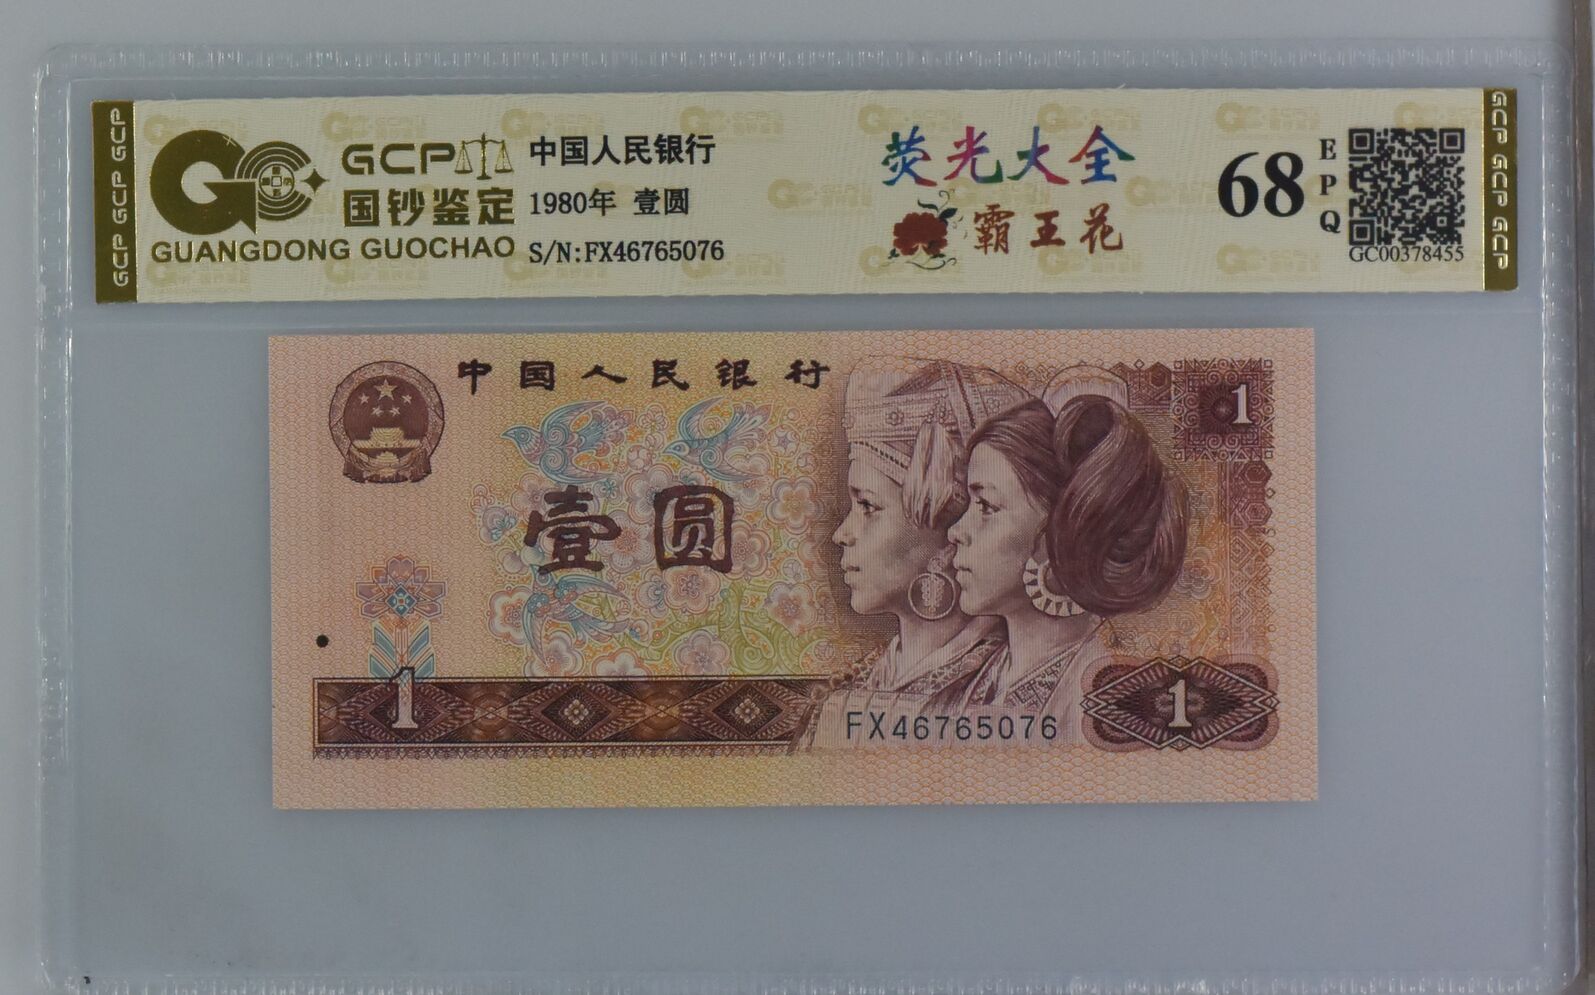 GCP GCP GCP
GCP
国钞鉴定
GUANGDONG GUOCHAO
中国人民银行
1980年 壹圆
S/N:FX46765076
荧光大全
霸王花
68
EPQ
GC00378455
GCP GCP GCP
中国人民银行
1
壹圆
1
FX46765076
1